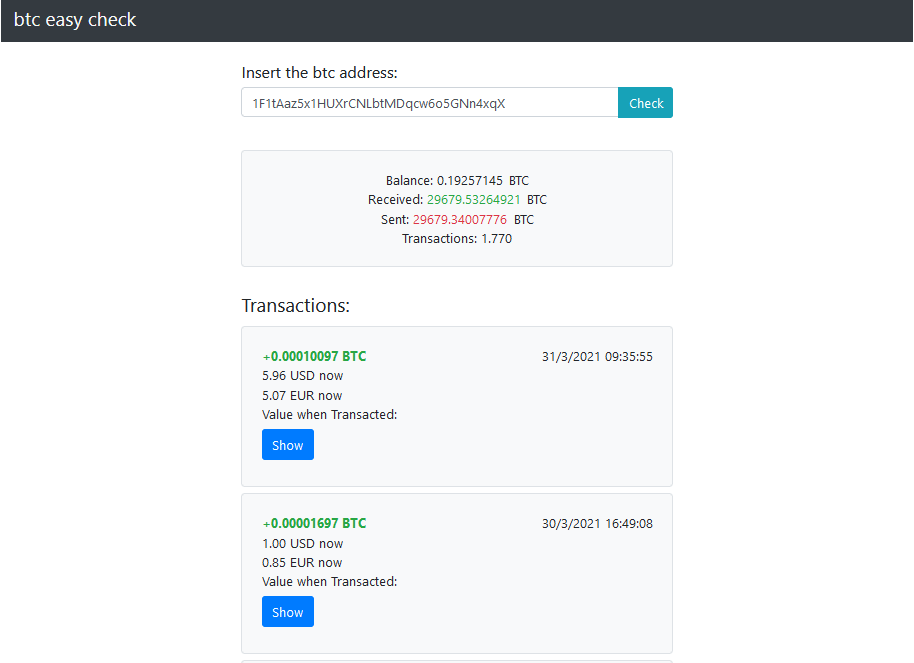 btc easy check
Insert the btc address:
1F1tAaz5x1HUXrCNLbtMDqcw6o5GNn4xqX
Check
Balance: 0.19257145 BTC
Received: 29679.53264921 BTC
Sent: 29679.34007776 BTC
Transactions: 1.770
Transactions:
+0.00010097 BTC 31/3/2021 09:35:55
5.96 USD now
5.07 EUR now
Value when Transacted:
Show
+0.00001697 BTC 30/3/2021 16:49:08
1.00 USD now
0.85 EUR now
Value when Transacted:
Show